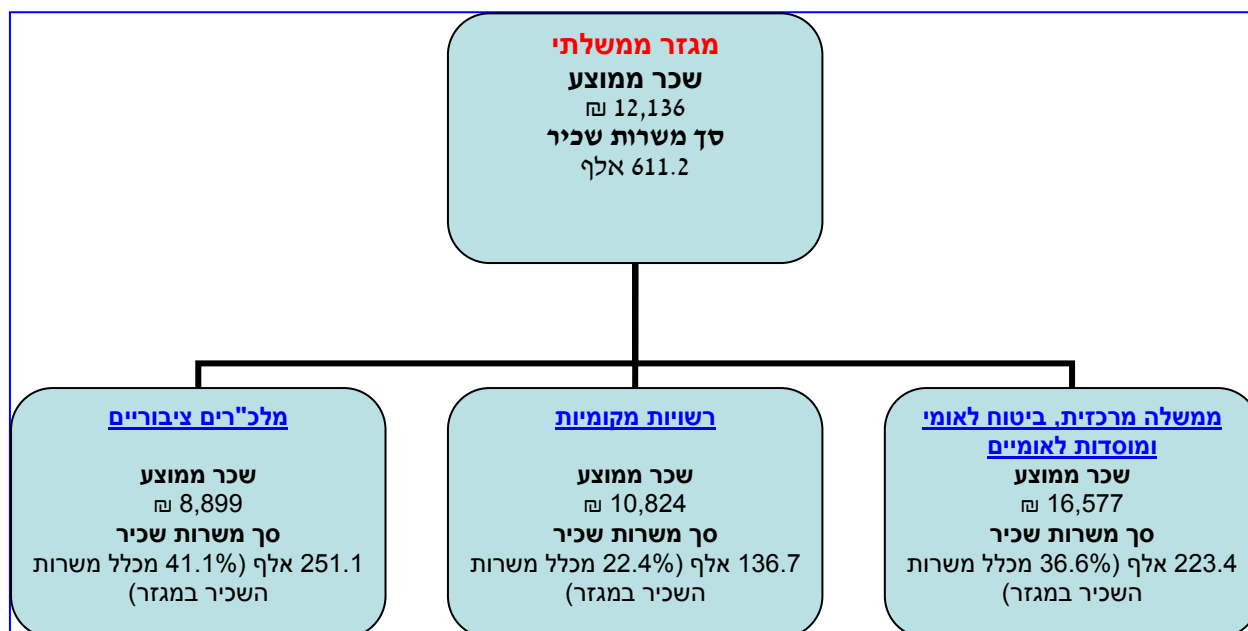 מגזר ממשלתי
שכר ממוצע
12,136 ₪
סך משרות שכיר
611.2 אלף
ממשלה מרכזית, ביטוח לאומי
ומוסדות לאומיים
שכר ממוצע
16,577 ₪
סך משרות שכיר
223.4 אלף (36.6% מכלל משרות
השכיר במגזר)
רשויות מקומיות
שכר ממוצע
10,824 ₪
סך משרות שכיר
136.7 אלף (22.4% מכלל משרות
השכיר במגזר)
מלכ"רים ציבוריים
שכר ממוצע
8,899 ₪
סך משרות שכיר
251.1 אלף (41.1% מכלל משרות
השכיר במגזר)